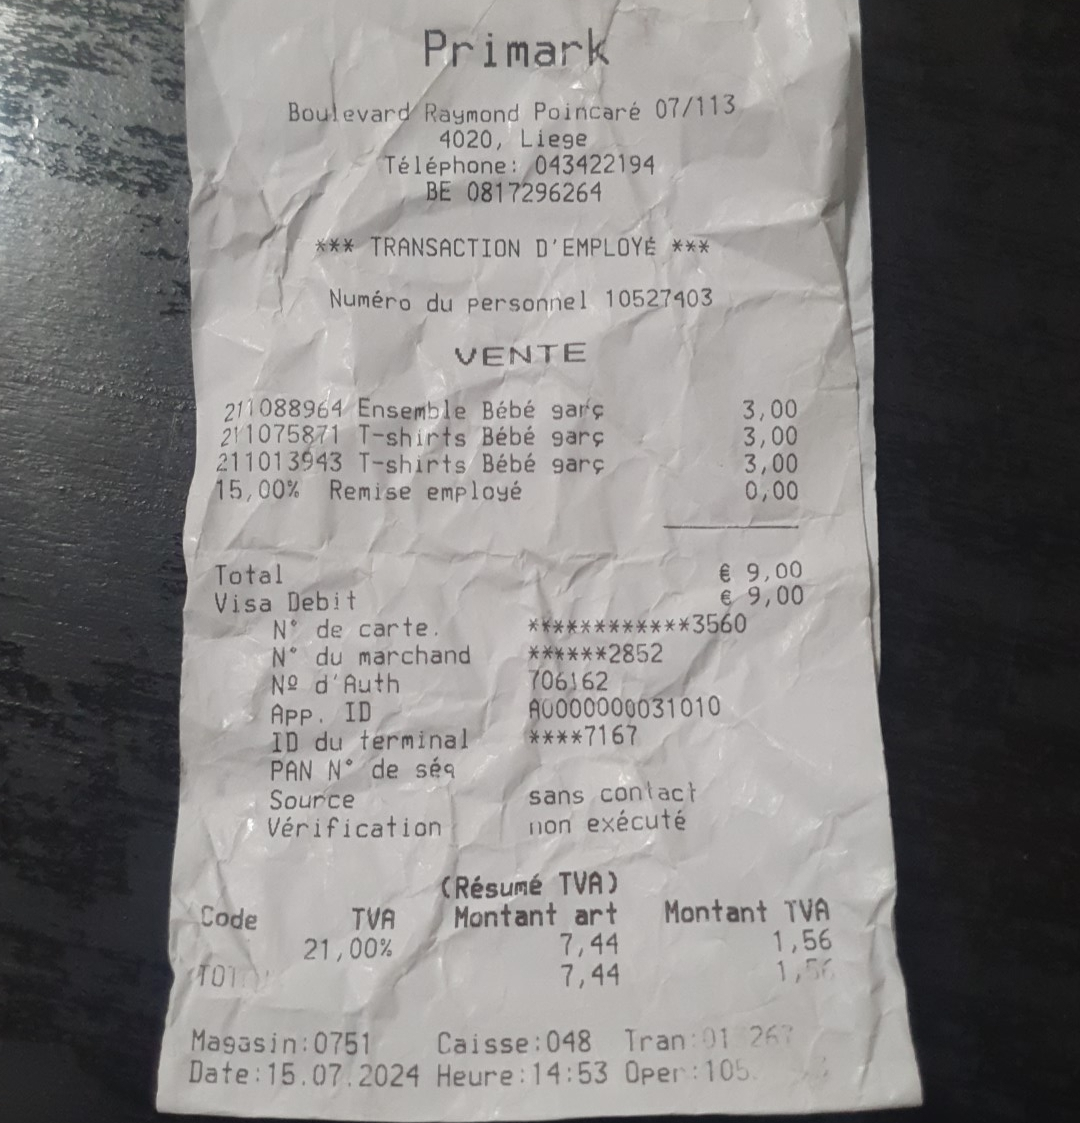 Primark
Boulevard Raymond Poincaré 07/113
4020, Liege
Téléphone: 043422194
BE 0817296264
*** TRANSACTION D'EMPLOYÉ ***
Numéro du personnel 10527403
VENTE
211088964 Ensemble Bébé garç 3,00
211075871 T-shirts Bébé garç 3,00
211013943 T-shirts Bébé garç 3,00
15,00% Remise employé 0,00
Total € 9,00
Visa Debit € 9,00
N° de carte. ************3560
N° du marchand ******2852
Nº d'Auth 706162
App. ID A0000000031010
ID du terminal ****7167
PAN N° de séq
Source sans contact
Vérification non exécuté
(Résumé TVA)
Code TVA Montant art Montant TVA
21,00% 7,44 1,56
7,44 1,56
Magasin:0751 Caisse:048 Tran:
Date:15.07.2024 Heure:14:53 Oper: